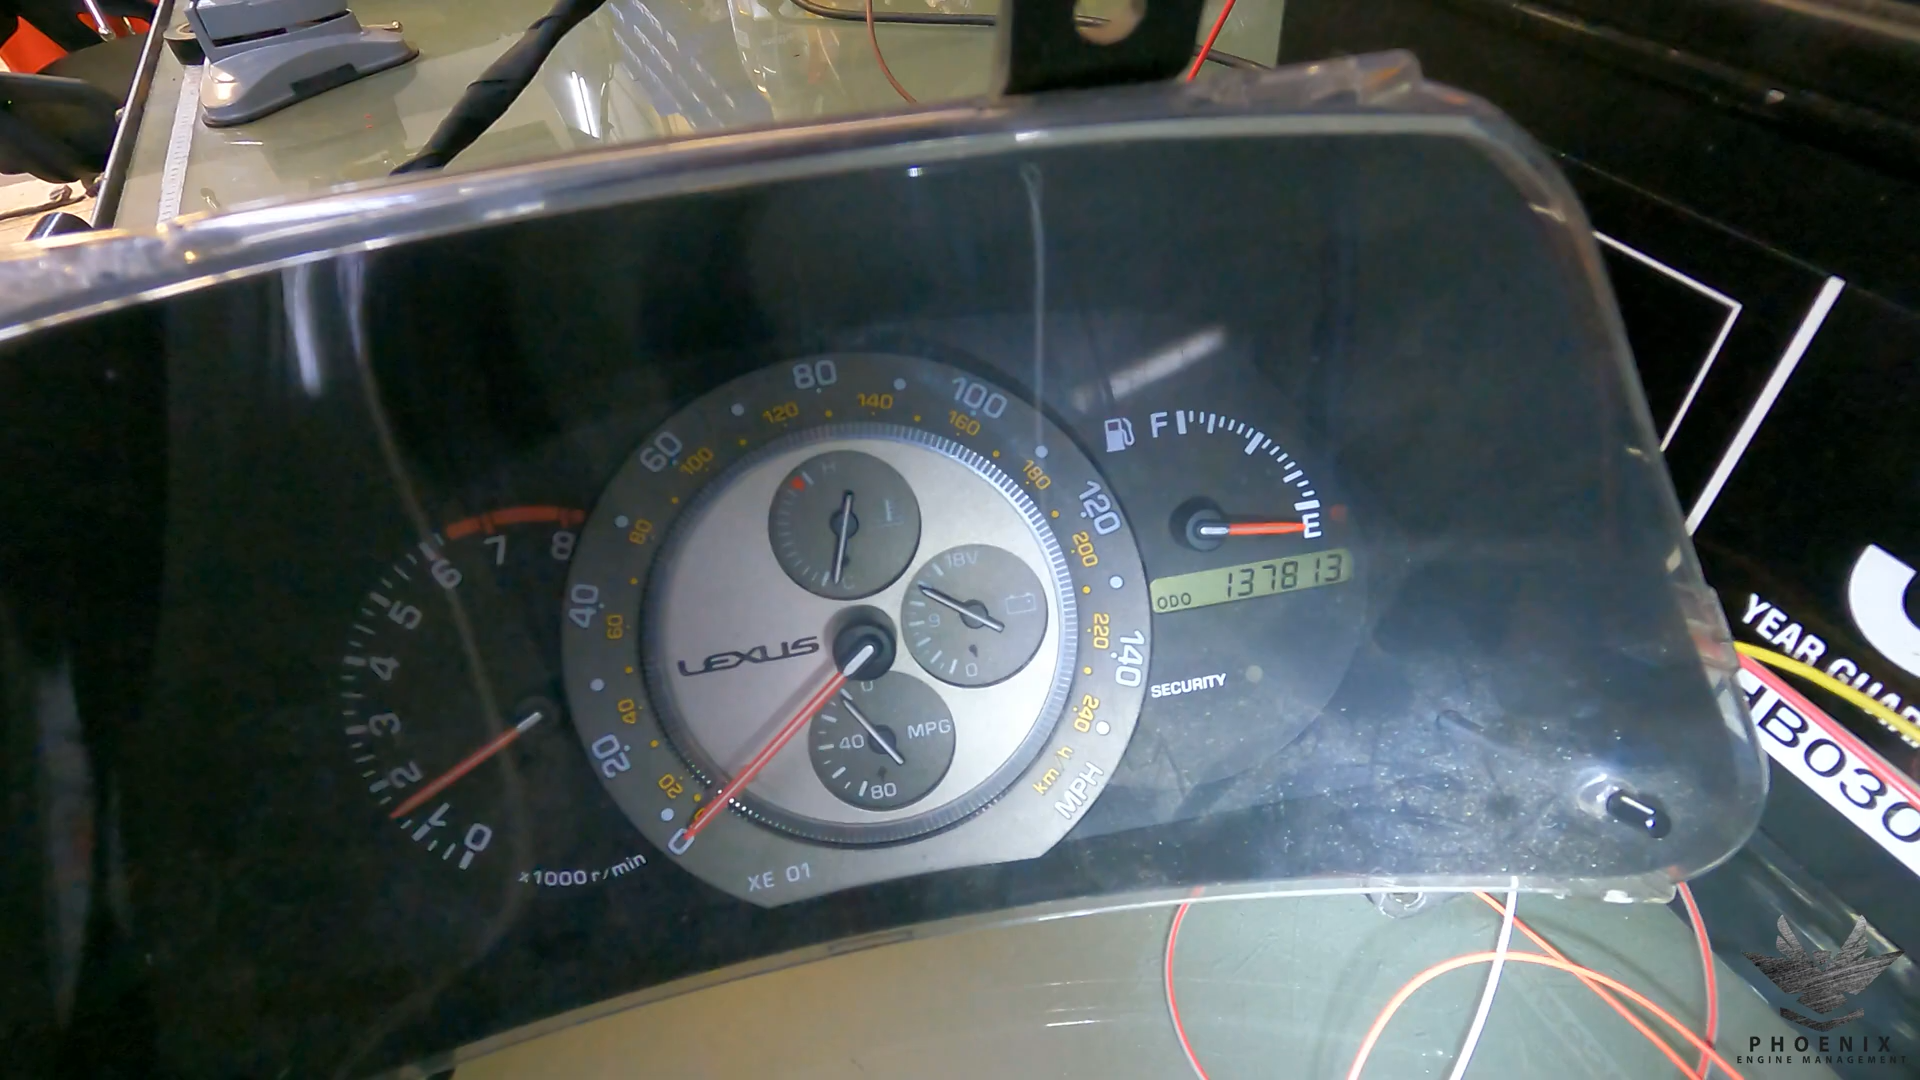 80
100
120
140
160
60
100
180
120
80
200
40
60
220
140
40
240
20
20
0
km/h
MPH
H
C
18V
9
0
LEXUS
0
40
MPG
80
XE 01
8
7
6
5
4
3
2
1
0
x1000 r/min
F
E
ODO 137813
SECURITY
YEAR GUAR
HB030
PHOENIX
ENGINE MANAGEMENT